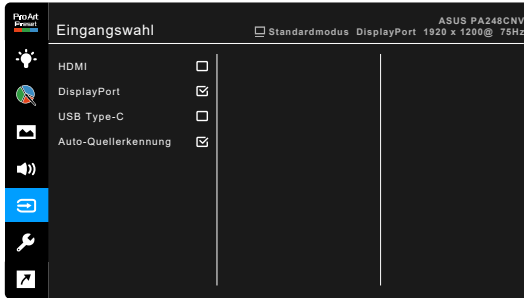 ProArt
Preset
ASUS PA248CNV
Eingangswahl
Standardmodus DisplayPort 1920 x 1200@ 75Hz
HDMI
DisplayPort
USB Type-C
Auto-Quellerkennung